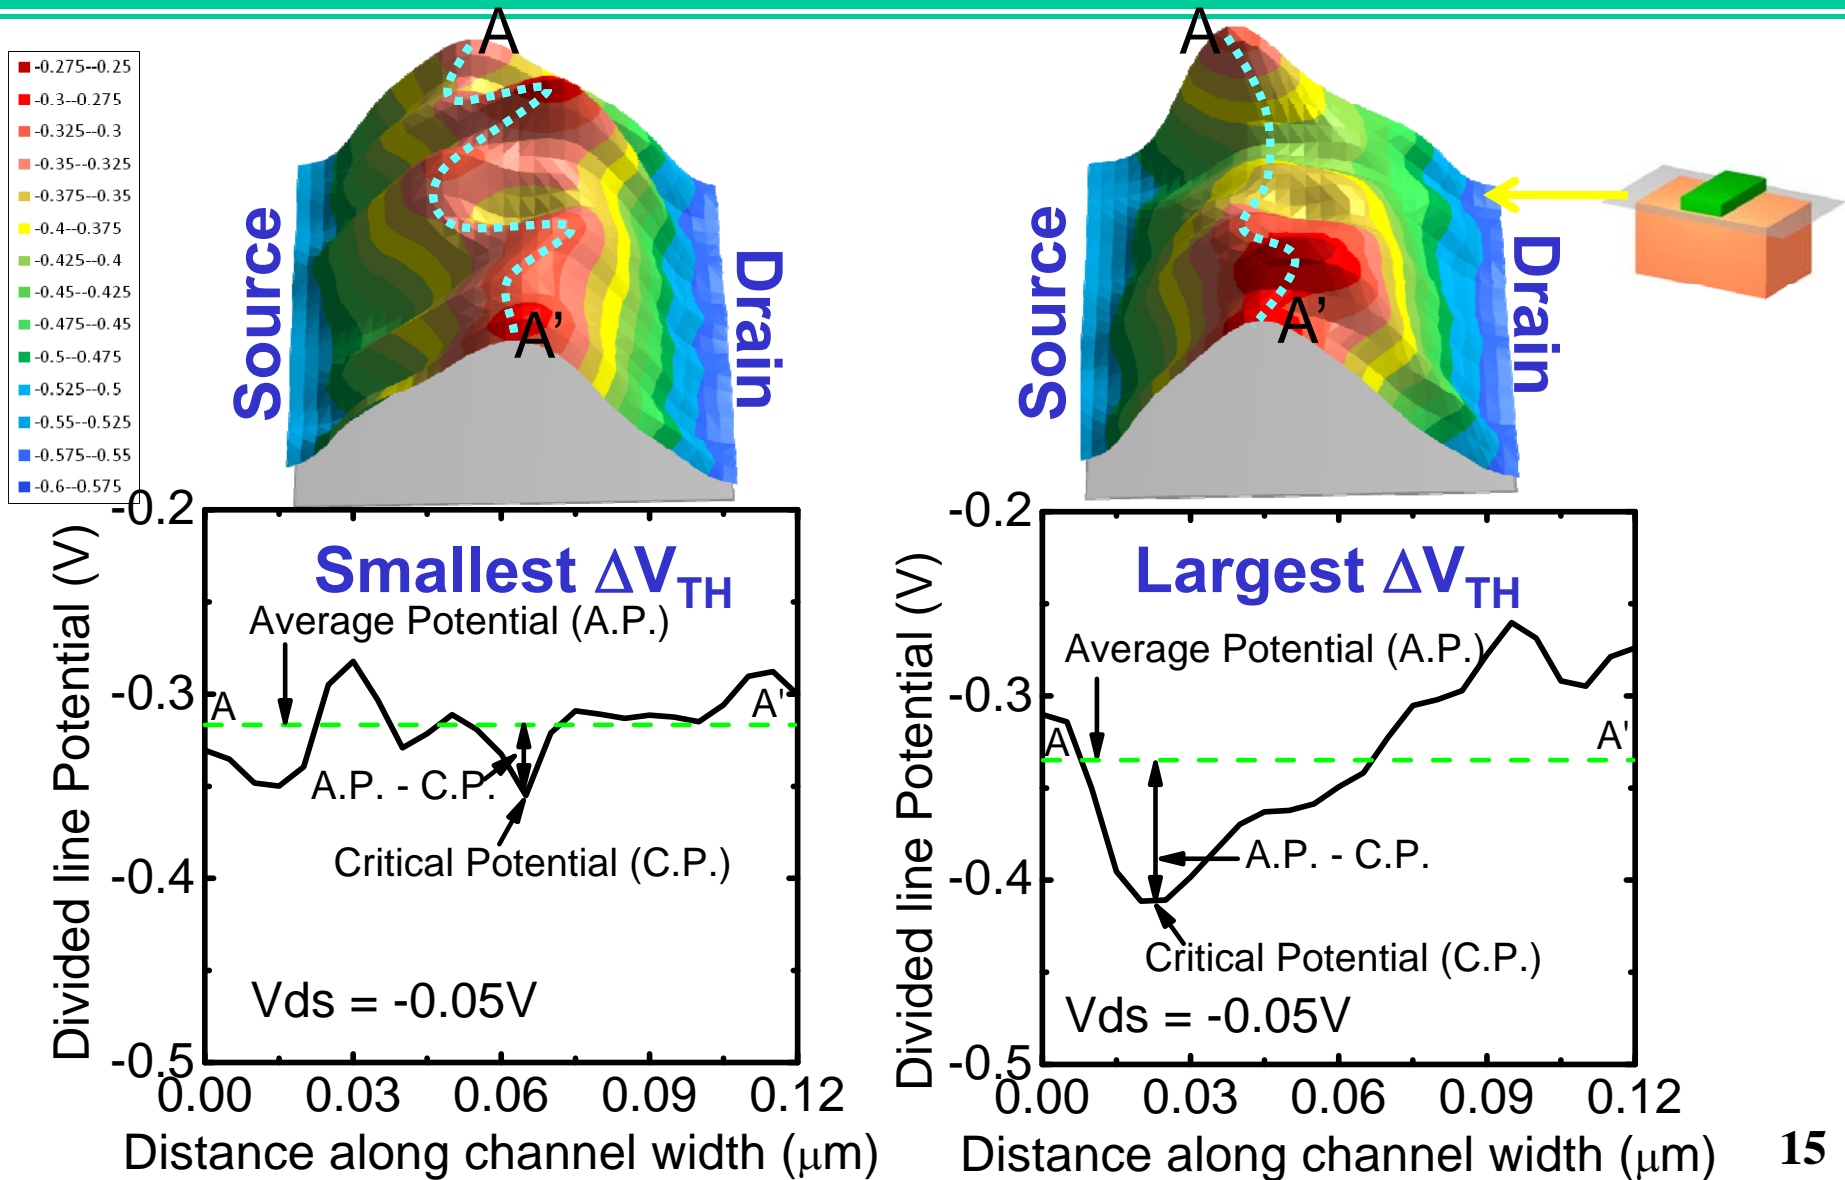 A
A
-0.275--0.25
-0.3--0.275
-0.325--0.3
-0.35--0.325
-0.375--0.35
-0.4--0.375
-0.425--0.4
-0.45--0.425
-0.475--0.45
-0.5--0.475
-0.525--0.5
-0.55--0.525
-0.575--0.55
-0.6--0.575
Source
Drain
A’
Source
Drain
A’
Divided line Potential (V)
-0.2
-0.3
-0.4
-0.5
Smallest ΔVTH
Average Potential (A.P.)
A
A'
A.P. - C.P.
Critical Potential (C.P.)
Vds = -0.05V
0.00 0.03 0.06 0.09 0.12
Distance along channel width (μm)
Divided line Potential (V)
-0.2
-0.3
-0.4
-0.5
Largest ΔVTH
Average Potential (A.P.)
A
A'
A.P. - C.P.
Critical Potential (C.P.)
Vds = -0.05V
0.00 0.03 0.06 0.09 0.12
Distance along channel width (μm)
15